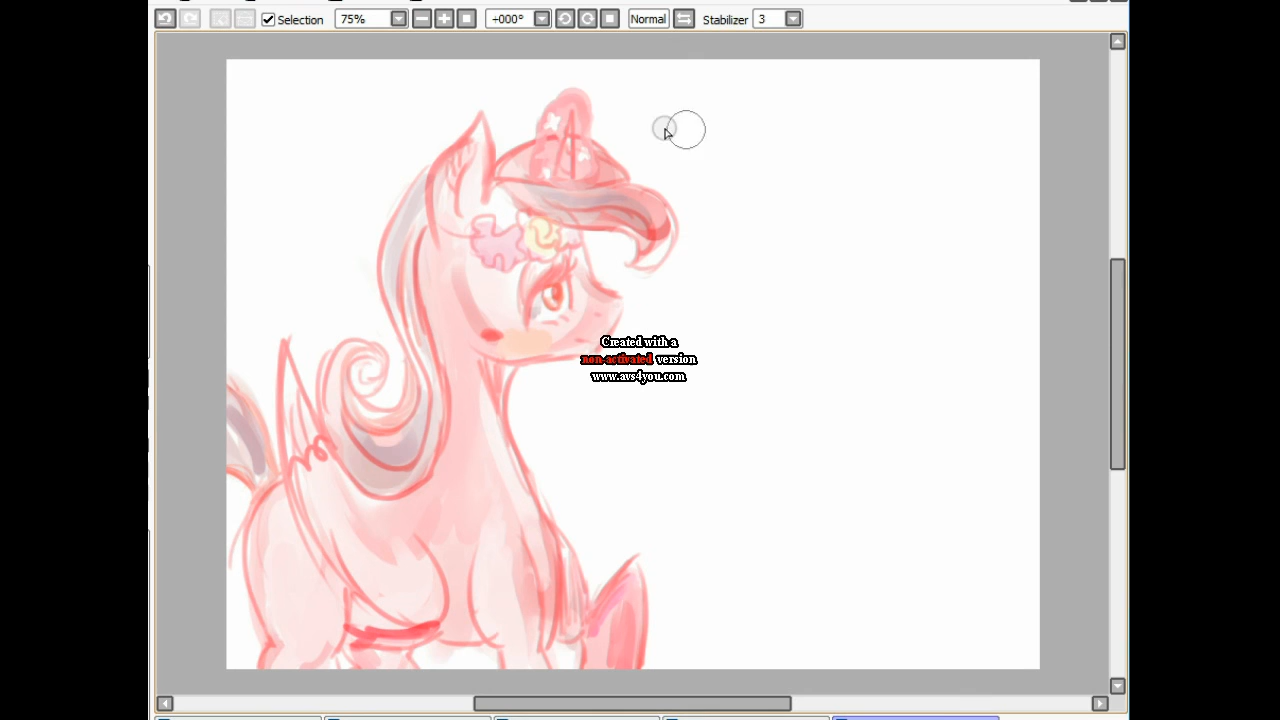 Selection 75% +000° Normal Stabilizer 3
Created with a
non-activated version
www.avs4you.com